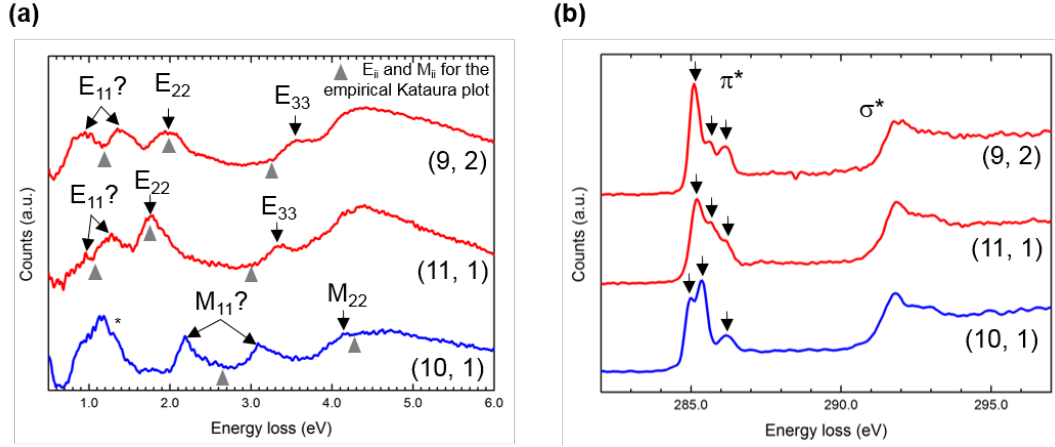 (a)
E₁₁?
E₂₂
Eᵢᵢ and Mᵢᵢ for the
empirical Kataura plot
E₃₃
(9, 2)
E₁₁?
E₂₂
E₃₃
(11, 1)
M₁₁?
M₂₂
*
(10, 1)
Counts (a.u.)
1.0 2.0 3.0 4.0 5.0 6.0
Energy loss (eV)
(b)
π*
σ*
(9, 2)
(11, 1)
(10, 1)
Counts (a.u.)
285.0 290.0 295.0
Energy loss (eV)